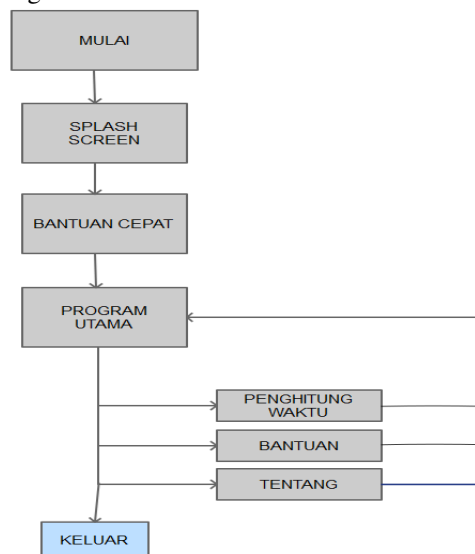 MULAI
SPLASH
SCREEN
BANTUAN CEPAT
PROGRAM
UTAMA
PENGHITUNG
WAKTU
BANTUAN
TENTANG
KELUAR